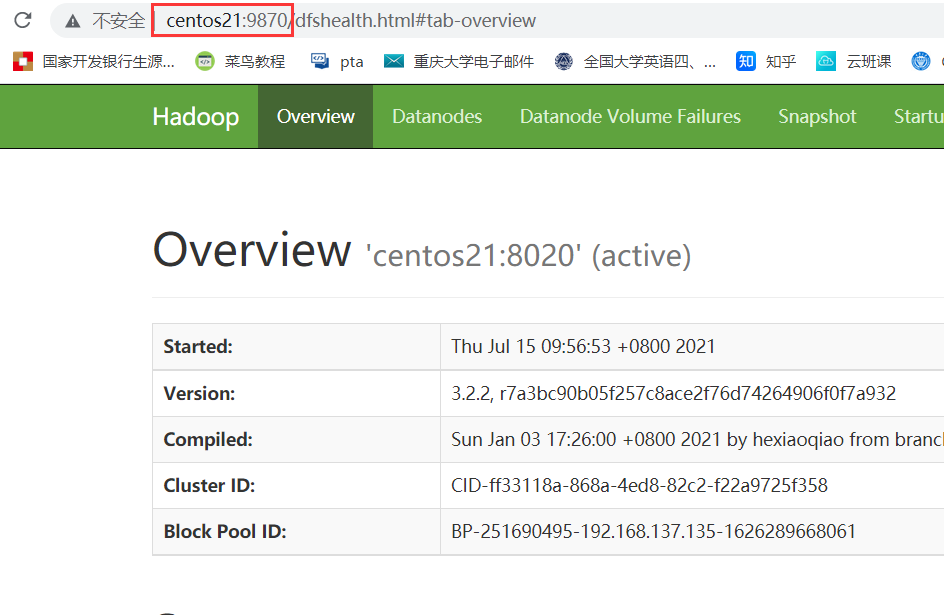 不安全 centos21:9870/dfshealth.html#tab-overview
国家开发银行生源... 菜鸟教程 pta 重庆大学电子邮件 全国大学英语四、... 知乎 云班课
Hadoop Overview Datanodes Datanode Volume Failures Snapshot Startu
Overview 'centos21:8020' (active)
Started: Thu Jul 15 09:56:53 +0800 2021
Version: 3.2.2, r7a3bc90b05f257c8ace2f76d74264906f0f7a932
Compiled: Sun Jan 03 17:26:00 +0800 2021 by hexiaoqiao from branc
Cluster ID: CID-ff33118a-868a-4ed8-82c2-f22a9725f358
Block Pool ID: BP-251690495-192.168.137.135-1626289668061